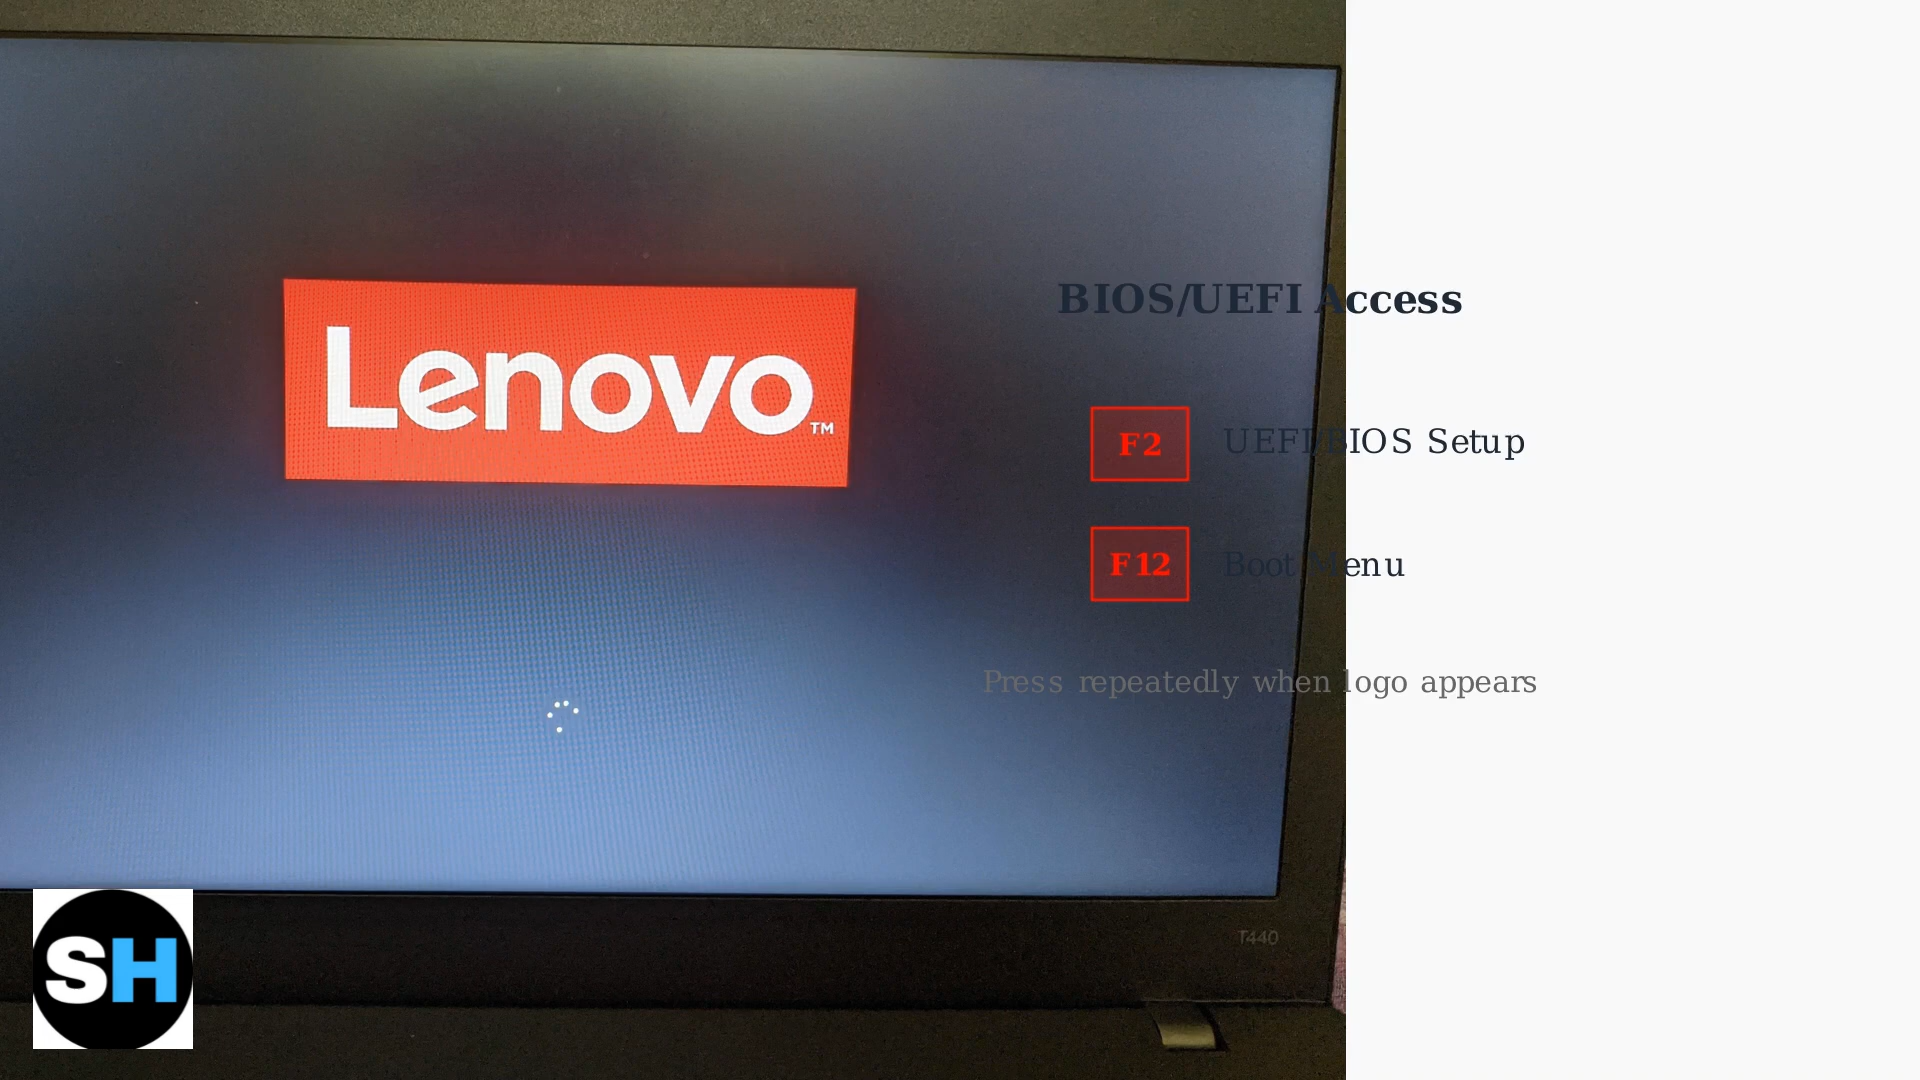 Lenovo™
BIOS/UEFI Access
F2 UEFI/BIOS Setup
F12 Boot Menu
Press repeatedly when logo appears
T440
SH